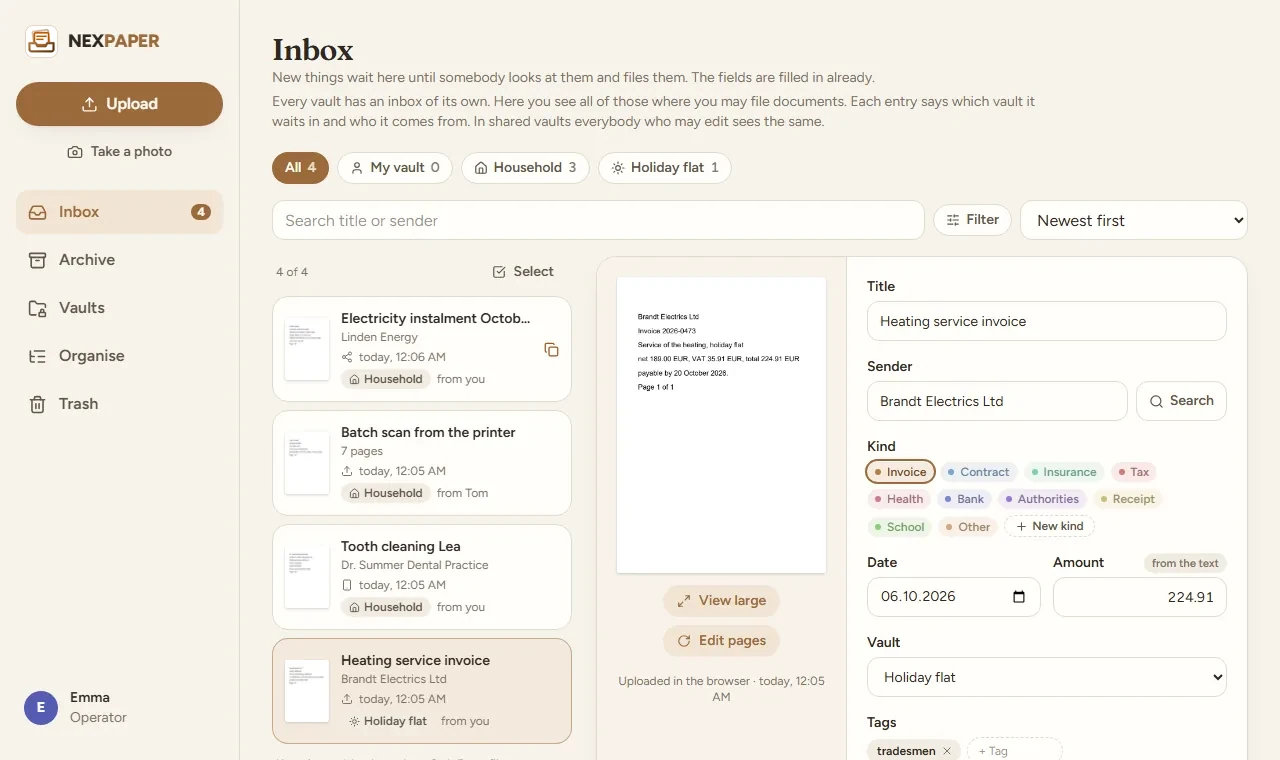 NEXPAPER
Upload
Take a photo
Inbox 4
Archive
Vaults
Organise
Trash
E
Emma
Operator
Inbox
New things wait here until somebody looks at them and files them. The fields are filled in already.
Every vault has an inbox of its own. Here you see all of those where you may file documents. Each entry says which vault it
waits in and who it comes from. In shared vaults everybody who may edit sees the same.
All 4
My vault 0
Household 3
Holiday flat 1
Search title or sender
Filter
Newest first
4 of 4
Select
Electricity instalment Octob...
Linden Energy
today, 12:06 AM
Household from you
Batch scan from the printer
7 pages
today, 12:05 AM
Household from Tom
Tooth cleaning Lea
Dr. Summer Dental Practice
today, 12:05 AM
Household from you
Heating service invoice
Brandt Electrics Ltd
today, 12:05 AM
Holiday flat from you
Brandt Electrics Ltd
Invoice 2026-0473
Service of the heating, holiday flat
net 189.00 EUR, VAT 35.91 EUR, total 224.91 EUR
payable by 20 October 2026.
Page 1 of 1
View large
Edit pages
Uploaded in the browser · today, 12:05
AM
Title
Heating service invoice
Sender
Brandt Electrics Ltd
Search
Kind
Invoice Contract Insurance Tax
Health Bank Authorities Receipt
School Other + New kind
Date
06.10.2026
Amount from the text
224.91
Vault
Holiday flat
Tags
tradesmen ×
+ Tag